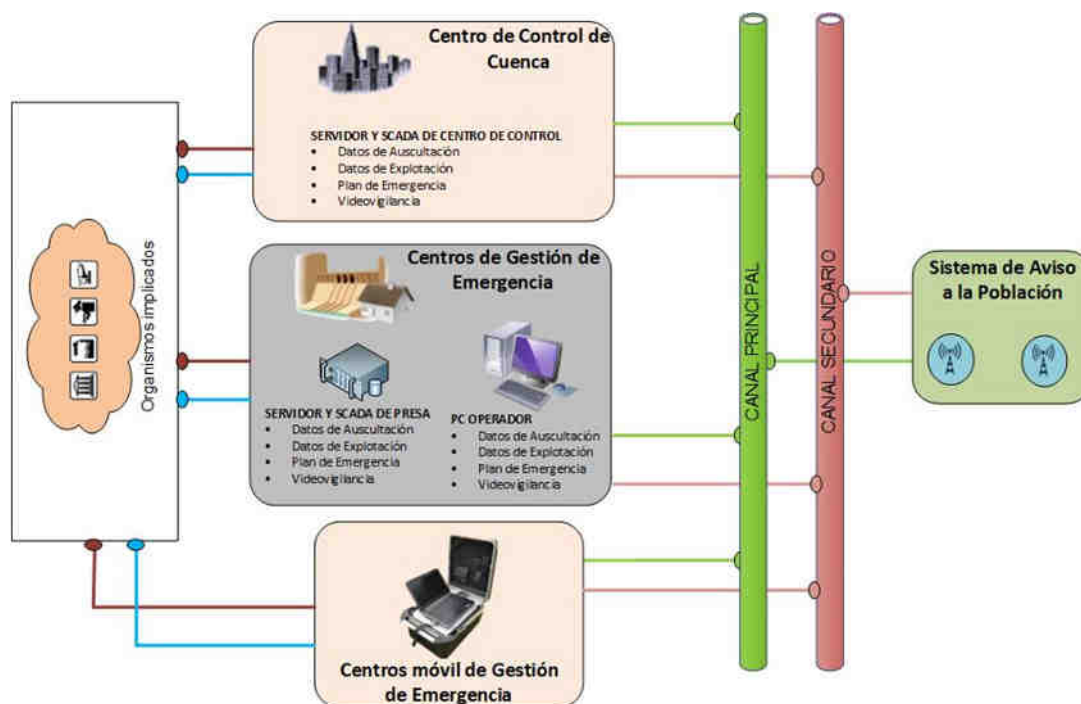 Centro de Control de
Cuenca
SERVIDOR Y SCADA DE CENTRO DE CONTROL
• Datos de Auscultación
• Datos de Explotación
• Plan de Emergencia
• Videovigilancia
Organismos implicados
Centros de Gestión de
Emergencia
SERVIDOR Y SCADA DE PRESA
• Datos de Auscultación
• Datos de Explotación
• Plan de Emergencia
• Videovigilancia
PC OPERADOR
• Datos de Auscultación
• Datos de Explotación
• Plan de Emergencia
• Videovigilancia
Centros móvil de Gestión
de Emergencia
CANAL PRINCIPAL
CANAL SECUNDARIO
Sistema de Aviso
a la Población